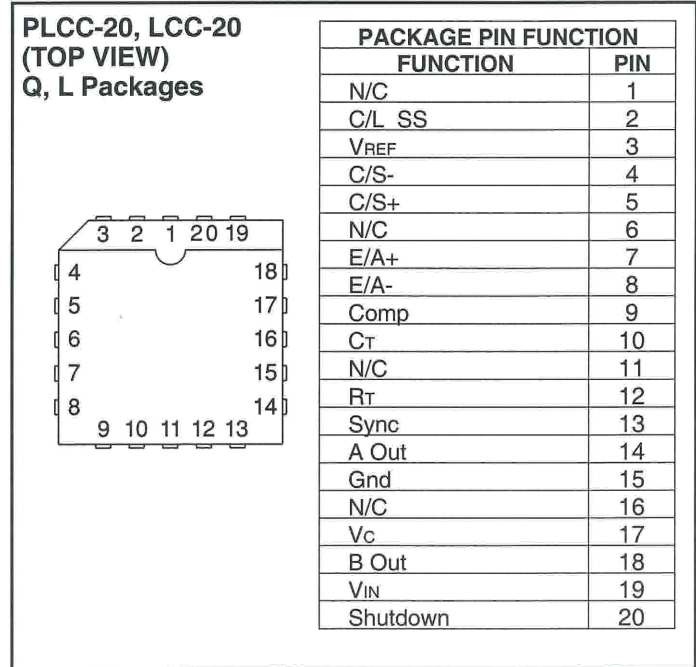 PLCC-20, LCC-20
(TOP VIEW)
Q, L Packages
3 2 1 20 19
4 18
5 17
6 16
7 15
8 14
9 10 11 12 13
PACKAGE PIN FUNCTION
FUNCTION PIN
N/C 1
C/L SS 2
VREF 3
C/S- 4
C/S+ 5
N/C 6
E/A+ 7
E/A- 8
Comp 9
CT 10
N/C 11
RT 12
Sync 13
A Out 14
Gnd 15
N/C 16
VC 17
B Out 18
VIN 19
Shutdown 20